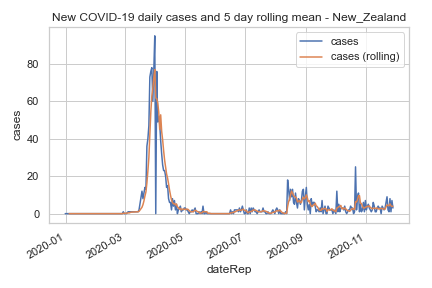 New COVID-19 daily cases and 5 day rolling mean - New_Zealand
cases
cases (rolling)
cases
80
60
40
20
0
2020-01
2020-03
2020-05
2020-07
2020-09
2020-11
dateRep